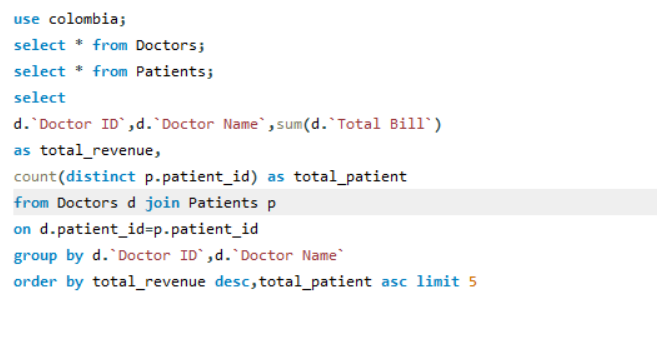 use colombia;
select * from Doctors;
select * from Patients;
select
d.`Doctor ID`,d.`Doctor Name`,sum(d.`Total Bill`)
as total_revenue,
count(distinct p.patient_id) as total_patient
from Doctors d join Patients p
on d.patient_id=p.patient_id
group by d.`Doctor ID`,d.`Doctor Name`
order by total_revenue desc,total_patient asc limit 5